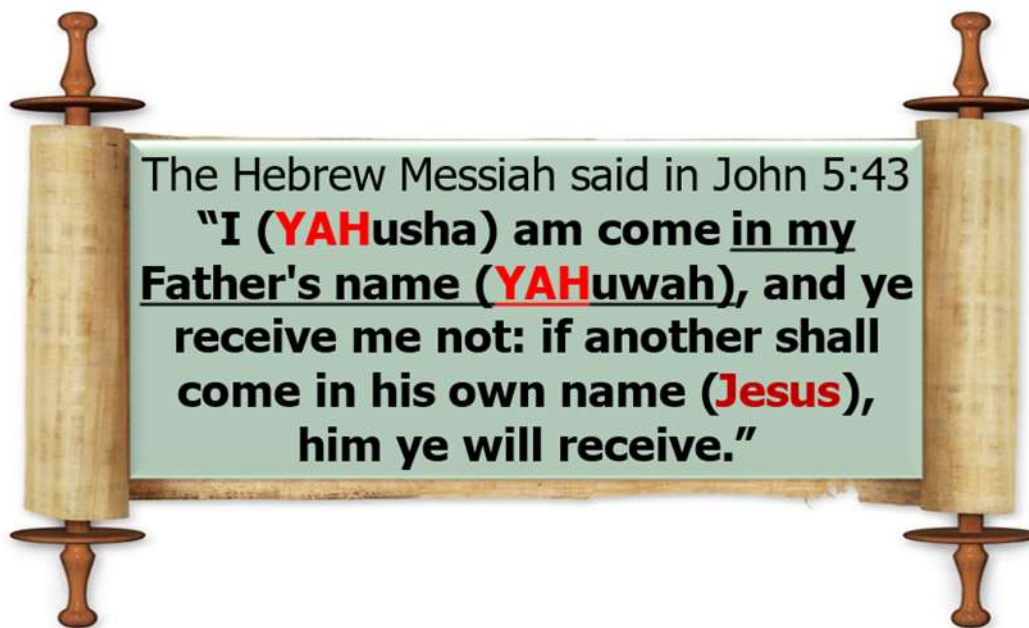 The Hebrew Messiah said in John 5:43
“I (YAHusha) am come in my
Father's name (YAHuwah), and ye
receive me not: if another shall
come in his own name (Jesus),
him ye will receive.”